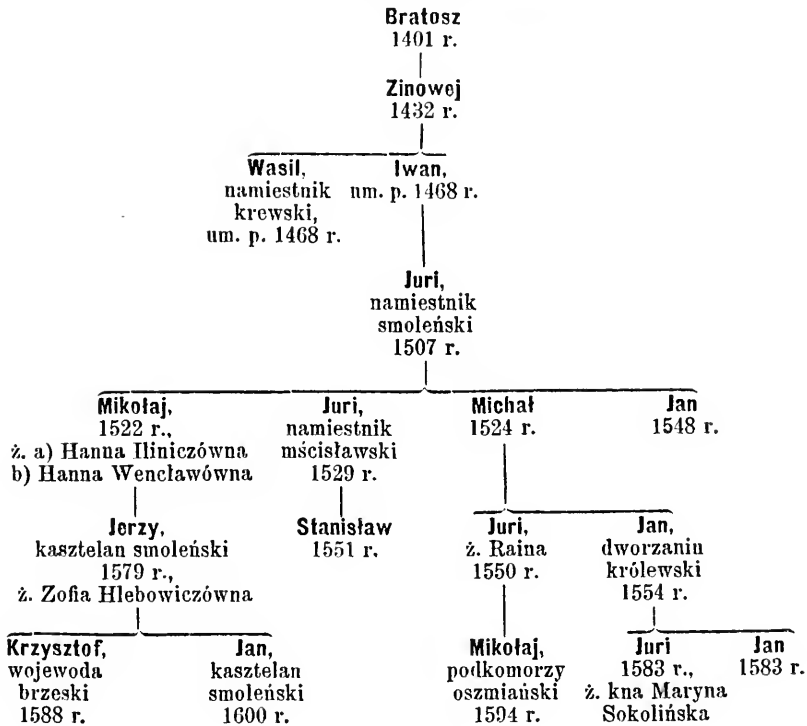 Bratosz
1401 r.
Zinowej
1432 r.
Wasil,
namiestnik
krewski,
um. p. 1468 r.
Iwan,
um. p. 1468 r.
Juri,
namiestnik
smoleński
1507 r.
Mikołaj,
1522 r.,
ż. a) Hanna Iliniczówna
b) Hanna Wencławówna
Juri,
namiestnik
mścisławski
1529 r.
Michał
1524 r.
Jan
1548 r.
Jerzy,
kasztelan smoleński
1579 r.,
ż. Zofia Hlebowiczówna
Stanisław
1551 r.
Juri,
ż. Raina
1550 r.
Jan,
dworzanin
królewski
1554 r.
Krzysztof,
wojewoda
brzeski
1588 r.
Jan,
kasztelan
smoleński
1600 r.
Mikołaj,
podkomorzy
oszmiański
1594 r.
Juri
1583 r.,
ż. kna Maryna
Sokolińska
Jan
1583 r.